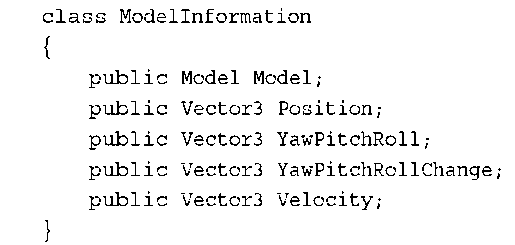 class ModelInformation
{
public Model Model;
public Vector3 Position;
public Vector3 YawPitchRoll;
public Vector3 YawPitchRollChange;
public Vector3 Velocity;
}